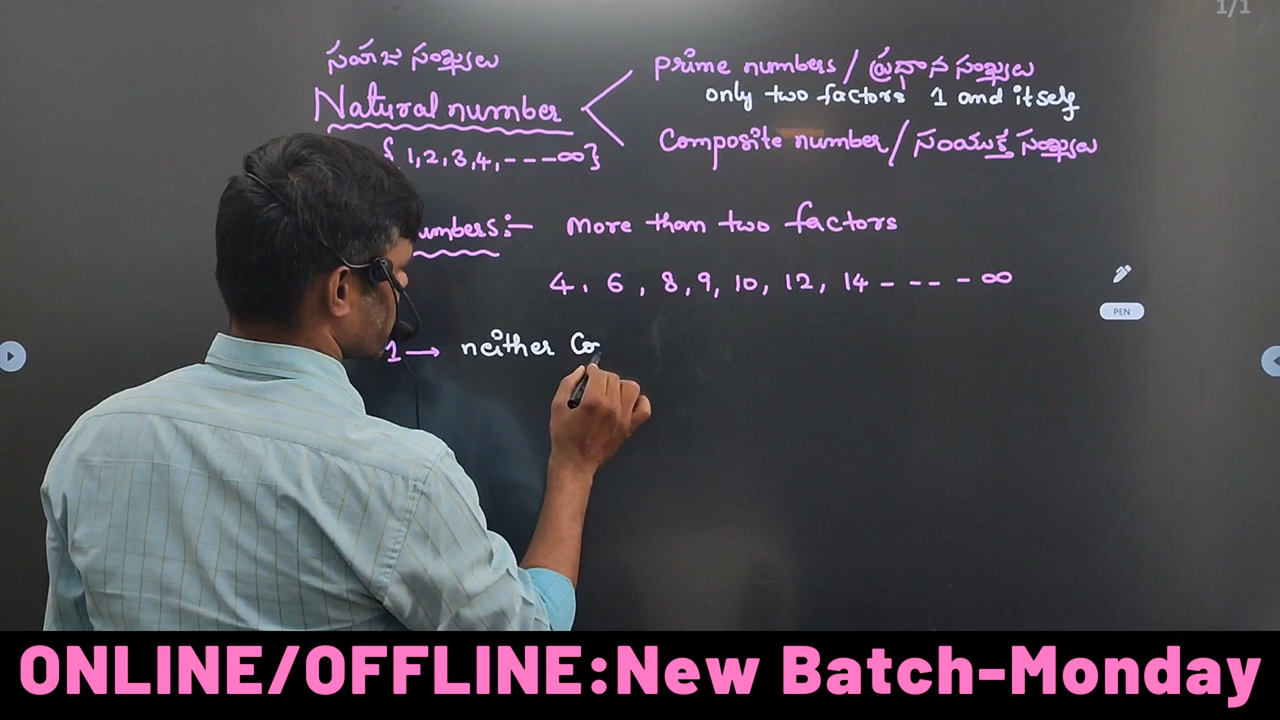 1/1
సహజ సంఖ్యలు
Prime numbers / ప్రధాన సంఖ్యలు
Natural number
only two factors 1 and itself
Composite number / సంయుక్త సంఖ్యలు
{ 1,2,3,4, - - - ∞ }
umbers :- More than two factors
4, 6, 8, 9, 10, 12, 14 - - - - ∞
PEN
1 → neither Co
ONLINE/OFFLINE:New Batch-Monday